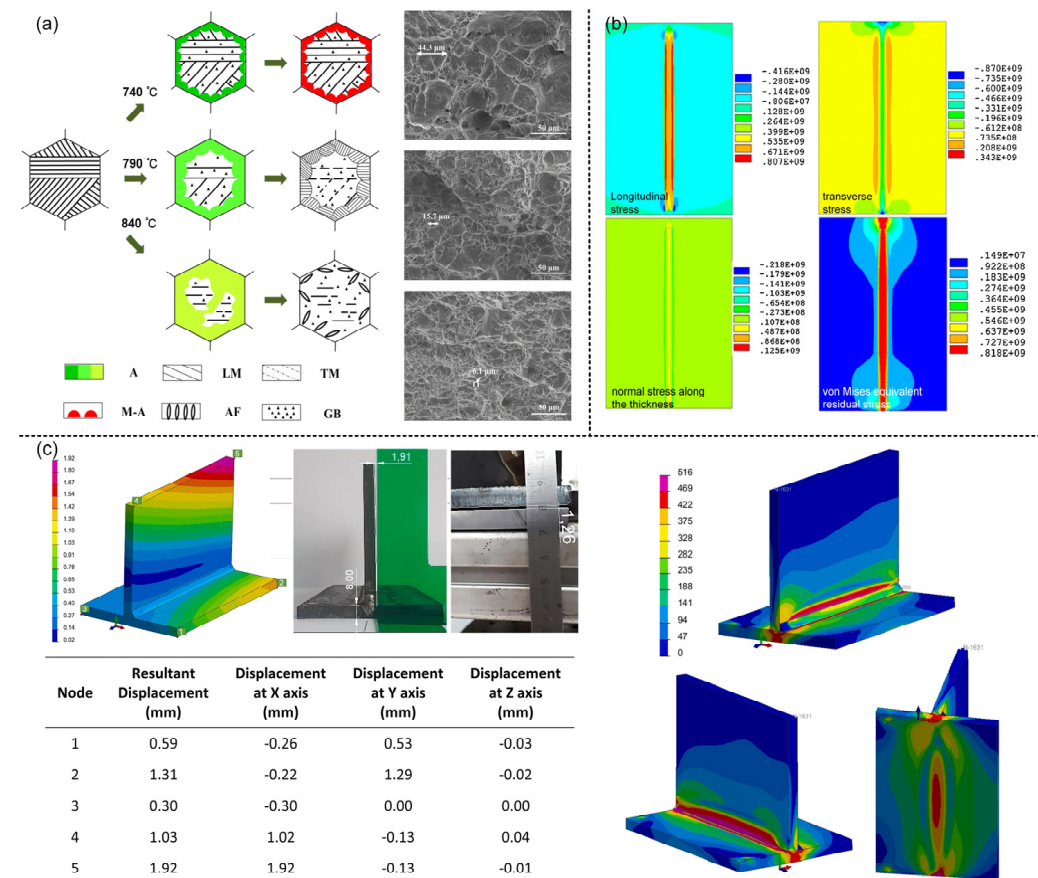 (a)
740 °C
790 °C
840 °C
44.3 μm
50 μm
15.7 μm
50 μm
6.1 μm
50 μm
A
LM
TM
M-A
AF
GB
(b)
-.416E+09
-.280E+09
-.144E+09
-.806E+07
.128E+09
.264E+09
.399E+09
.535E+09
.671E+09
.807E+09
Longitudinal
stress
-.870E+09
-.735E+09
-.600E+09
-.466E+09
-.331E+09
-.196E+09
-.612E+08
.735E+08
.208E+09
.343E+09
transverse
stress
-.218E+09
-.179E+09
-.141E+09
-.103E+09
-.654E+08
-.273E+08
.107E+08
.487E+08
.868E+08
.125E+09
normal stress along
the thickness
.149E+07
.922E+08
.183E+09
.274E+09
.364E+09
.455E+09
.546E+09
.637E+09
.727E+09
.818E+09
von Mises equivalent
residual stress
(c)
1.92
1.80
1.67
1.54
1.42
1.29
1.16
1.03
0.91
0.78
0.65
0.53
0.40
0.27
0.14
0.02
4
5
3
2
1
1,91
8.00
1,26
516
469
422
375
328
282
235
188
141
94
47
0
N-1631
N-1631
N-1631
Node Resultant Displacement (mm) Displacement at X axis (mm) Displacement at Y axis (mm) Displacement at Z axis (mm)
1 0.59 -0.26 0.53 -0.03
2 1.31 -0.22 1.29 -0.02
3 0.30 -0.30 0.00 0.00
4 1.03 1.02 -0.13 0.04
5 1.92 1.92 -0.13 -0.01